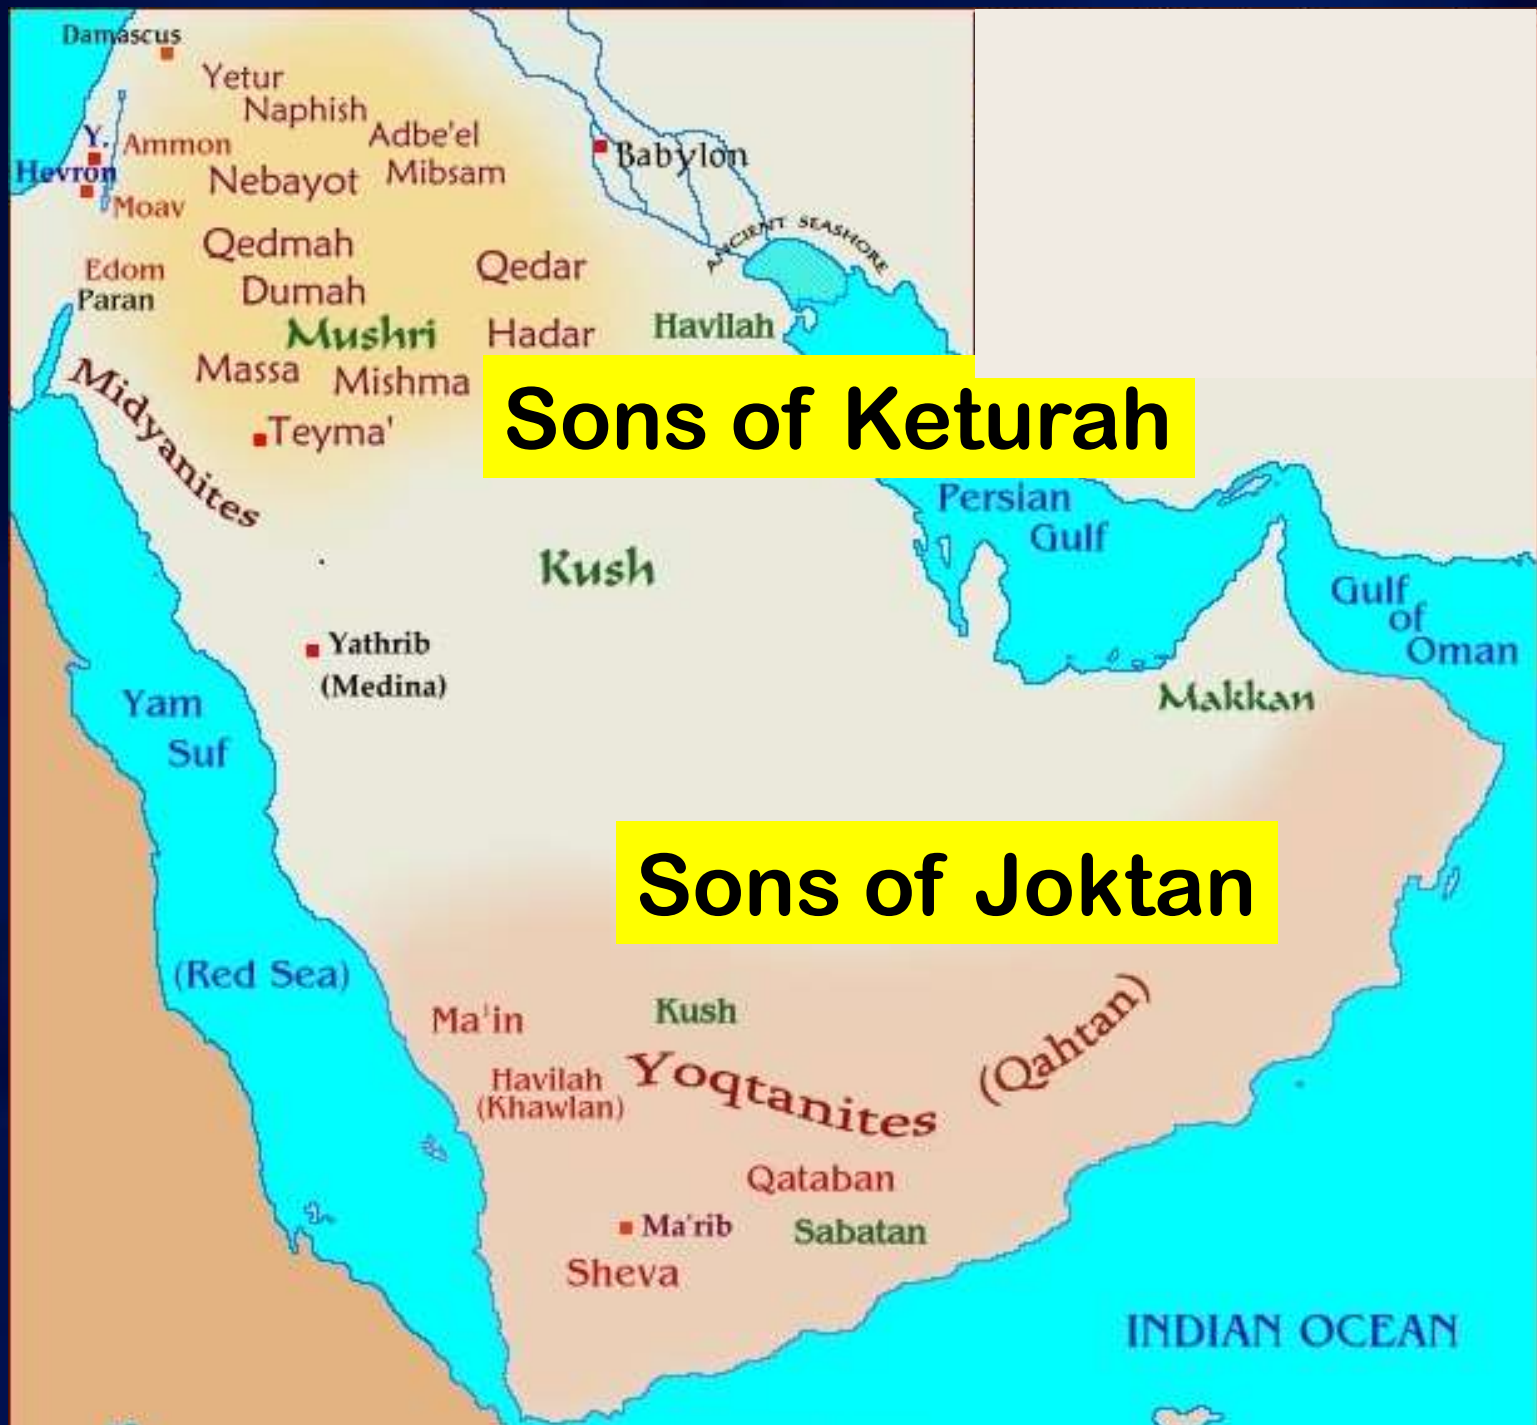 Damascus
Yetur
Naphish
Adbe'el
Y.
Ammon
Babylon
Hevron
Nebayot
Mibsam
Moav
ANCIENT SEASHORE
Qedmah
Edom
Qedar
Paran
Dumah
Mushri
Hadar
Havilah
Massa
Mishma
Midyanites
Teyma'
Sons of Keturah
Persian
Gulf
Kush
Gulf
of
Oman
Yathrib
(Medina)
Makkan
Yam
Suf
Sons of Joktan
(Red Sea)
Ma'in
Kush
(Qahtan)
Havilah
(Khawlan)
Yoqtanites
Qataban
Ma'rib
Sabatan
Sheva
INDIAN OCEAN